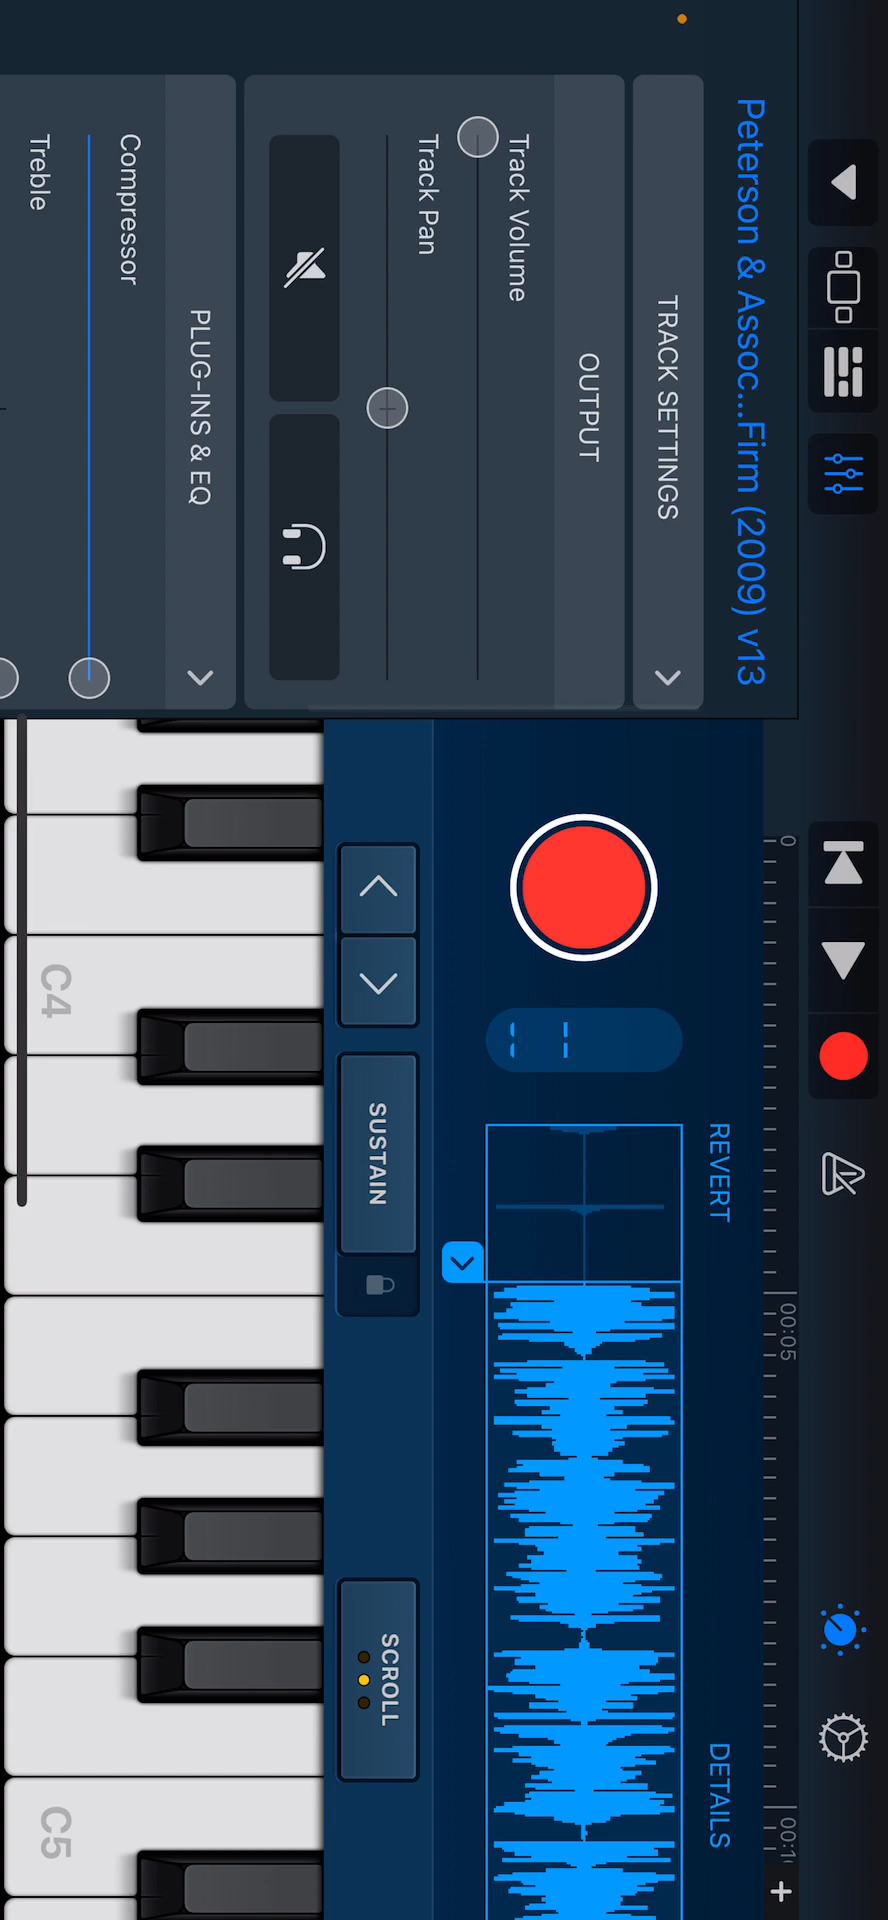 Peterson & Assoc...Firm (2009) v13
TRACK SETTINGS
OUTPUT
Track Volume
Track Pan
PLUG-INS & EQ
Compressor
Treble
0
00:05
REVERT
DETAILS
SUSTAIN
SCROLL
C4
C5